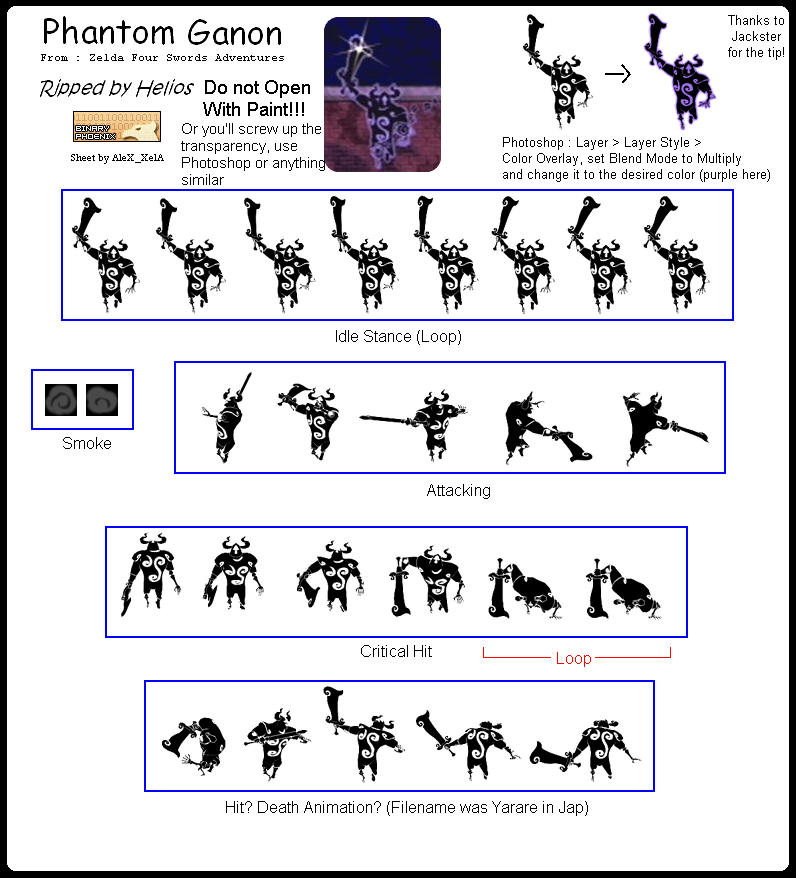 Phantom Ganon
From : Zelda Four Swords Adventures
Ripped by Helios
11001100110011
BINARY
PHOENIX
Sheet by AleX_XelA
Do not Open
With Paint!!!
Or you'll screw up the
transparency, use
Photoshop or anything
similar
Thanks to
Jackster
for the tip!
Photoshop : Layer > Layer Style >
Color Overlay, set Blend Mode to Multiply
and change it to the desired color (purple here)
Idle Stance (Loop)
Smoke
Attacking
Critical Hit
Loop
Hit? Death Animation? (Filename was Yarare in Jap)